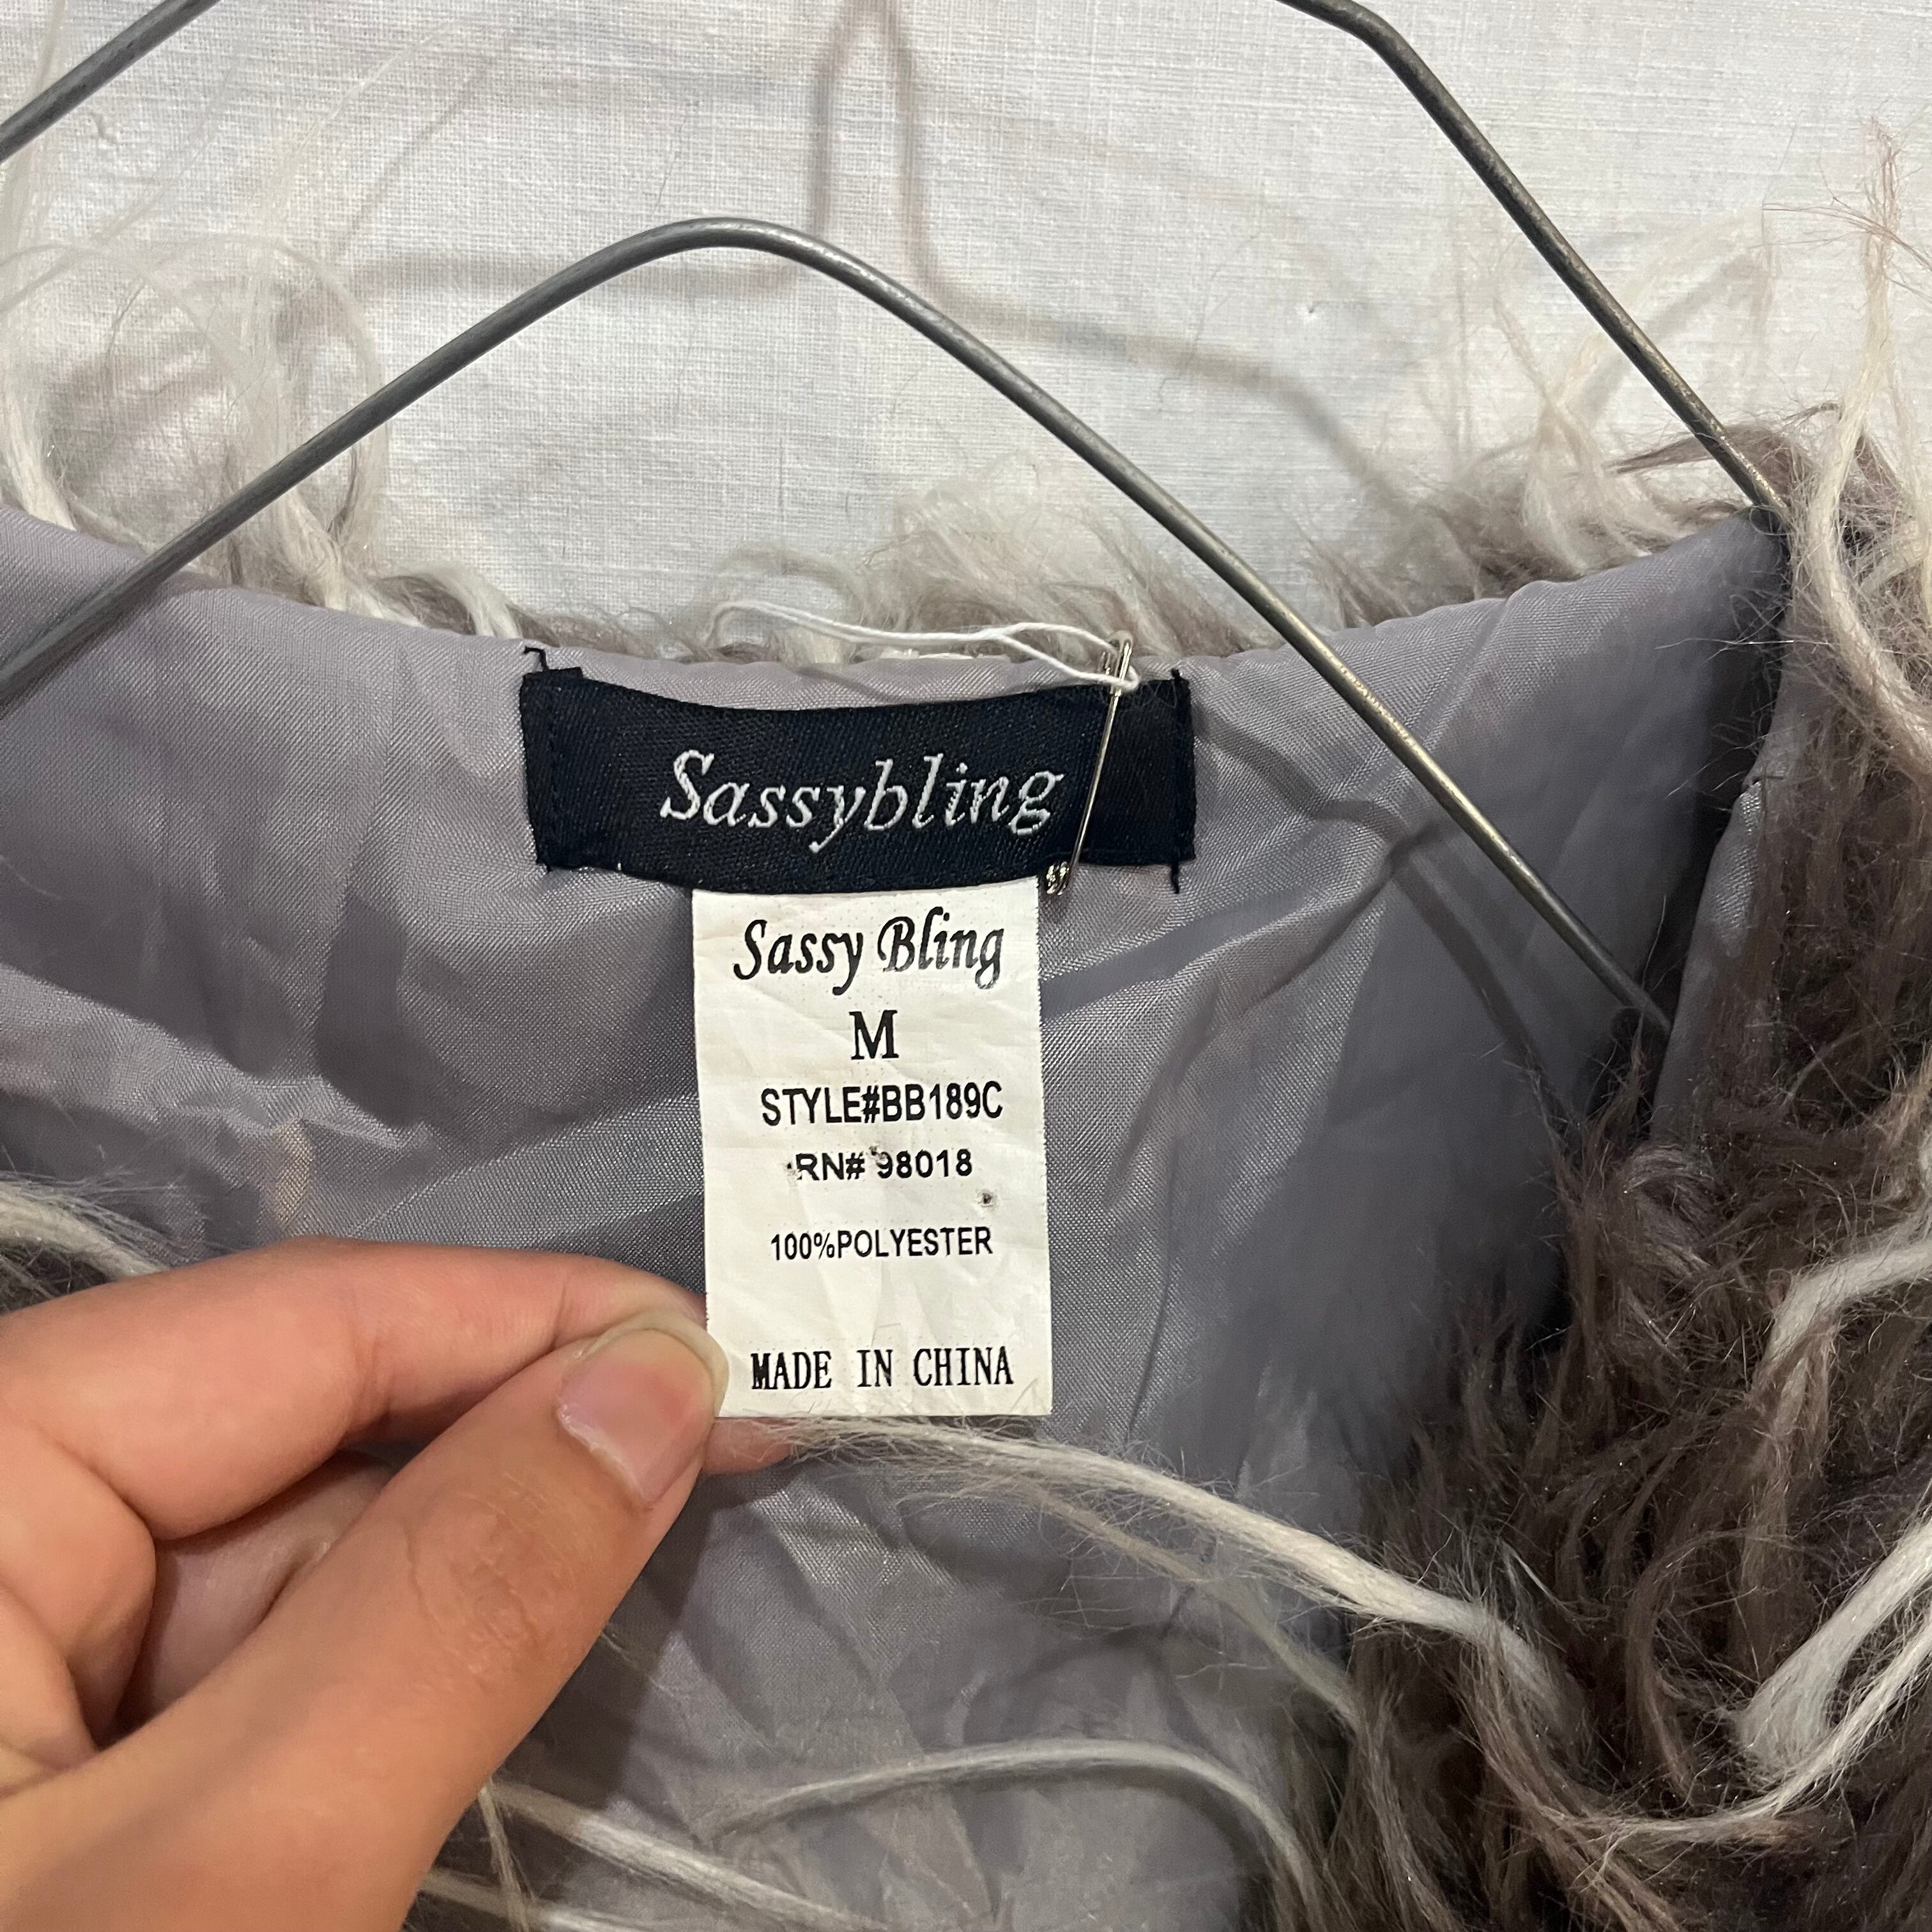 Sassybling
Sassy Bling
M
STYLE#BB189C
RN# 98018
100%POLYESTER
MADE IN CHINA